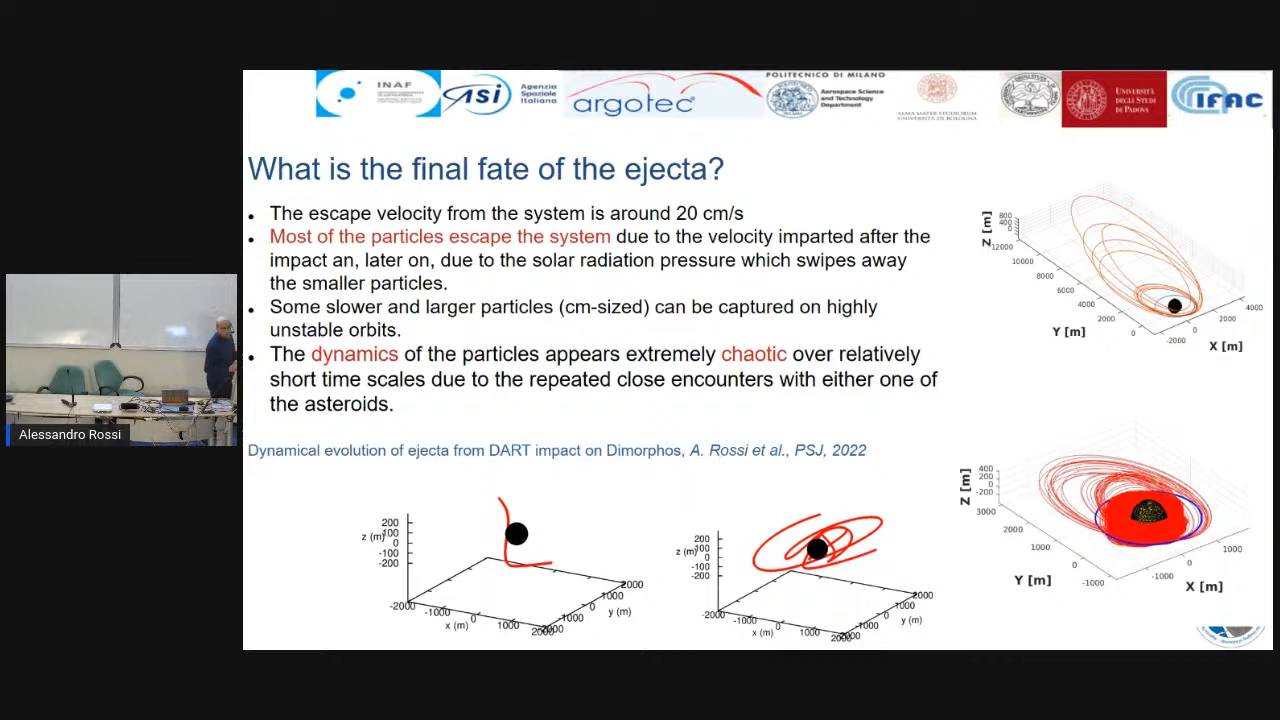 INAF
ASI Agenzia Spaziale Italiana
argotec
POLITECNICO DI MILANO
Aerospace Science and Technology Department
ALMA MATER STUDIORUM
UNIVERSITÀ DI BOLOGNA
UNIVERSITÀ DEGLI STUDI DI PADOVA
IFAC
What is the final fate of the ejecta?
• The escape velocity from the system is around 20 cm/s
• Most of the particles escape the system due to the velocity imparted after the
impact an, later on, due to the solar radiation pressure which swipes away
the smaller particles.
• Some slower and larger particles (cm-sized) can be captured on highly
unstable orbits.
• The dynamics of the particles appears extremely chaotic over relatively
short time scales due to the repeated close encounters with either one of
the asteroids.
Dynamical evolution of ejecta from DART impact on Dimorphos, A. Rossi et al., PSJ, 2022
Alessandro Rossi
Z [m]
800
400
0
12000
10000
8000
6000
4000
2000
0
Y [m]
-2000
0
2000
4000
X [m]
Z [m]
400
200
0
-200
3000
2000
1000
0
-1000
Y [m]
-1000
0
1000
X [m]
z (m)
200
100
0
-100
-200
-2000
-1000
0
1000
2000
x (m)
-2000
-1000
0
1000
2000
y (m)
z (m)
200
100
0
-100
-200
-2000
-1000
0
1000
2000
x (m)
-2000
-1000
0
1000
2000
y (m)